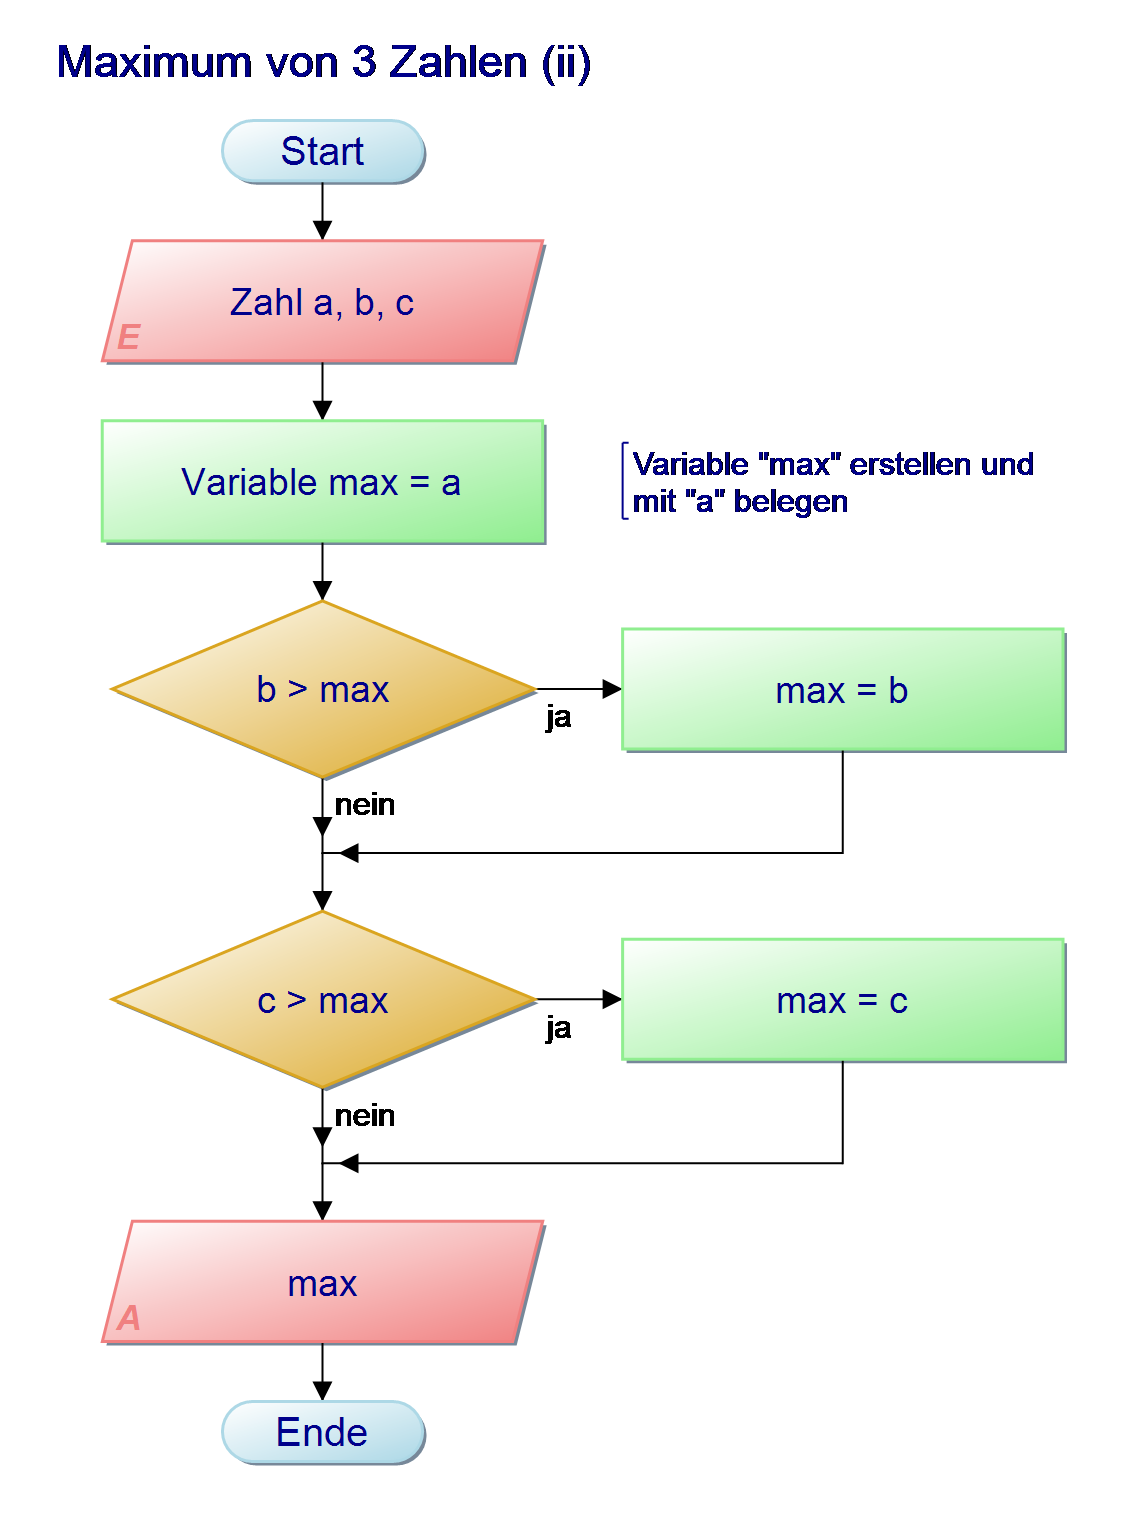 Maximum von 3 Zahlen (ii)
Start
Zahl a, b, c
E
Variable max = a
Variable "max" erstellen und
mit "a" belegen
b > max
ja
max = b
nein
c > max
ja
max = c
nein
max
A
Ende